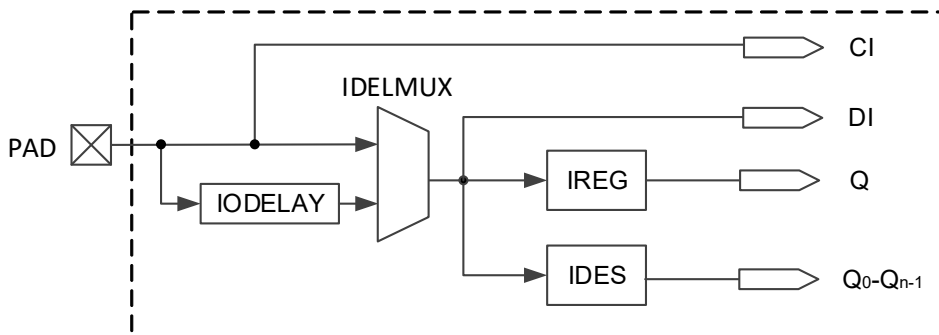 CI
IDELMUX
DI
PAD
IODELAY
IREG
Q
IDES
Q0-Qn-1